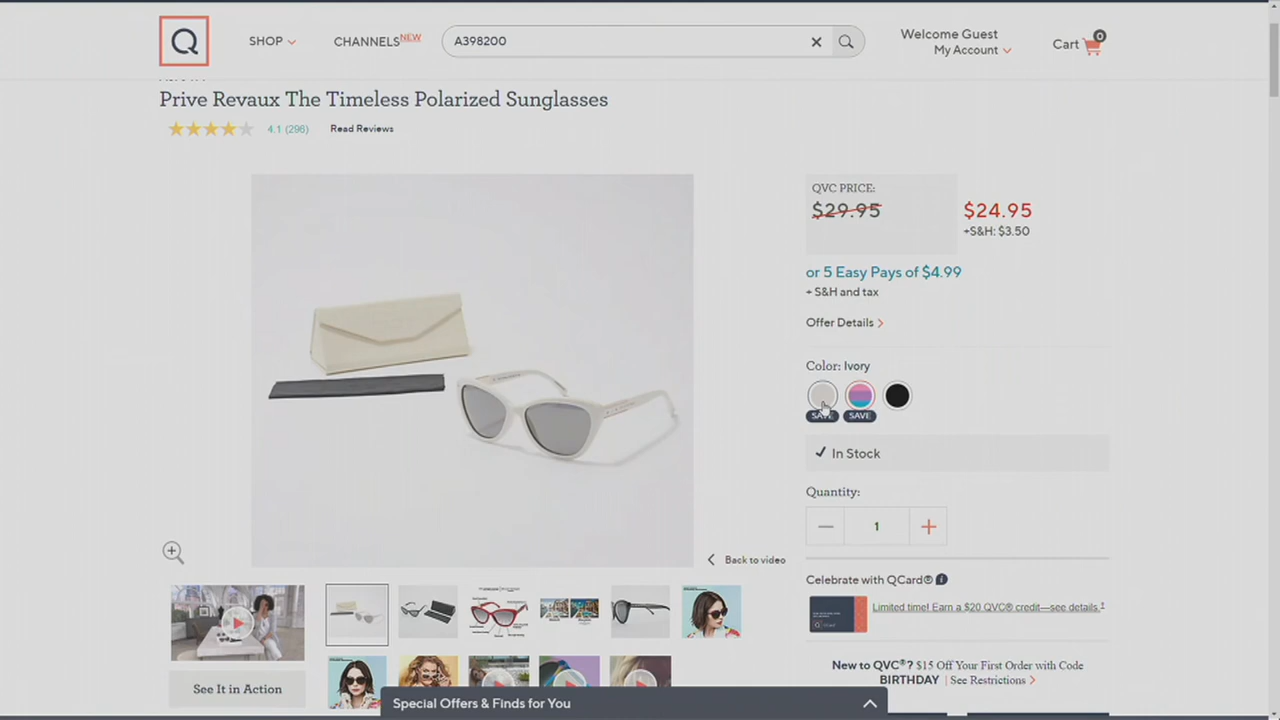 Q
SHOP
CHANNELS NEW
A398200
Welcome Guest
My Account
Cart 0
Prive Revaux The Timeless Polarized Sunglasses
4.1 (296) Read Reviews
QVC PRICE:
$29.95
$24.95
+S&H: $3.50
or 5 Easy Pays of $4.99
+ S&H and tax
Offer Details
Color: Ivory
SAVE SAVE
In Stock
Quantity:
1
Back to video
Celebrate with QCard®
Limited time! Earn a $20 QVC® credit—see details.1
New to QVC®? $15 Off Your First Order with Code
BIRTHDAY | See Restrictions
See It in Action
Special Offers & Finds for You